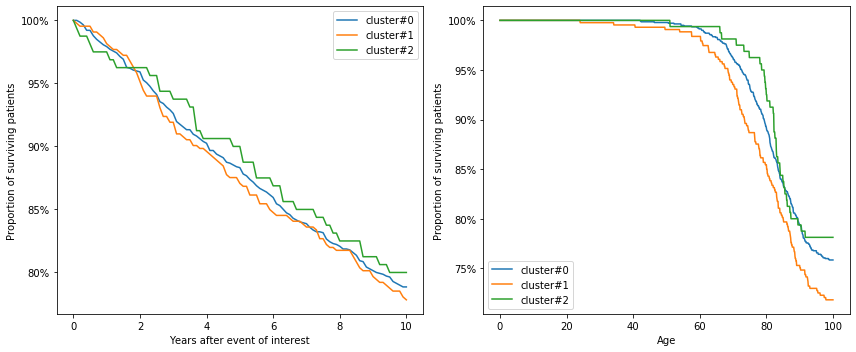 Proportion of surviving patients
100%
95%
90%
85%
80%
0
2
4
6
8
10
Years after event of interest
cluster#0
cluster#1
cluster#2
Proportion of surviving patients
100%
95%
90%
85%
80%
75%
0
20
40
60
80
100
Age
cluster#0
cluster#1
cluster#2